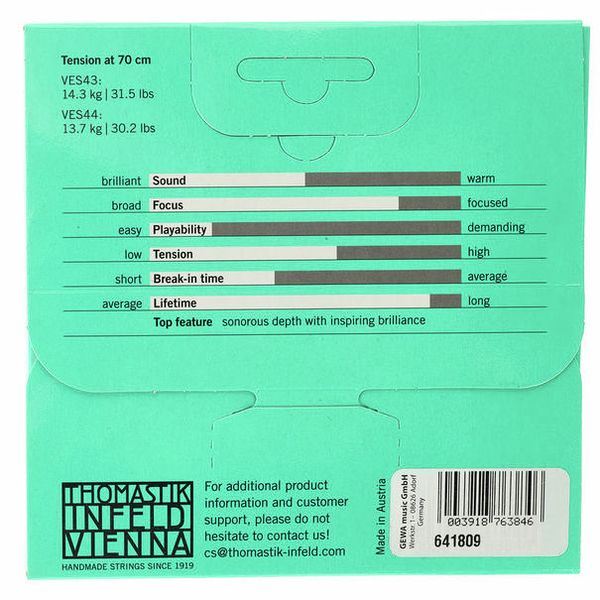 Tension at 70 cm
VES43:
14.3 kg | 31.5 lbs
VES44:
13.7 kg | 30.2 lbs
brilliant Sound warm
broad Focus focused
easy Playability demanding
low Tension high
short Break-in time average
average Lifetime long
Top feature sonorous depth with inspiring brilliance
THOMASTIK
INFELD
VIENNA
HANDMADE STRINGS SINCE 1919
For additional product
information and customer
support, please do not
hesitate to contact us!
cs@thomastik-infeld.com
Made in Austria
GEWA music GmbH
Werkstr. 1 - 08626 Adorf
Germany
003918 763846
641809